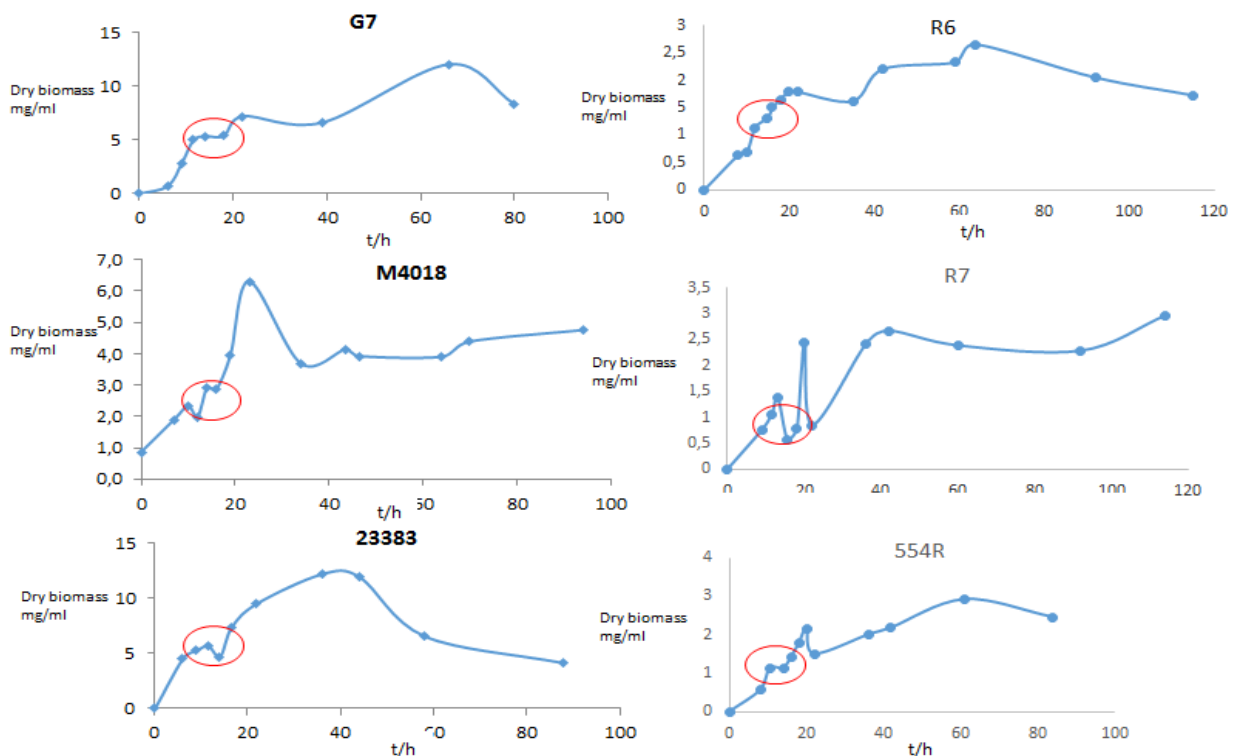 G7
15
10
5
0
Dry biomass
mg/ml
0 20 40 60 80 100
t/h
R6
3
2,5
2
5
1
0,5
0
Dry biomass
mg/ml
0 20 40 60 80 100 120
t/h
M4018
7,0
6,0
5,0
4,0
3,0
2,0
1,0
0,0
Dry biomass
mg/ml
0 20 40 60 80 100
t/h
R7
3,5
3
2,5
2
1,5
1
0,5
0
Dry biomass
mg/ml
0 20 40 60 80 100 120
t/h
23383
15
10
5
0
Dry biomass
mg/ml
0 20 40 60 80 100
t/h
554R
4
3
2
1
0
Dry biomass
mg/ml
0 20 40 60 80 100
t/h